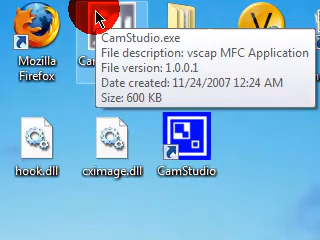 Mozilla
Firefox
Cam
CamStudio.exe
File description: vscap MFC Application
File version: 1.0.0.1
Date created: 11/24/2007 12:24 AM
Size: 600 KB
hook.dll
cximage.dll
CamStudio